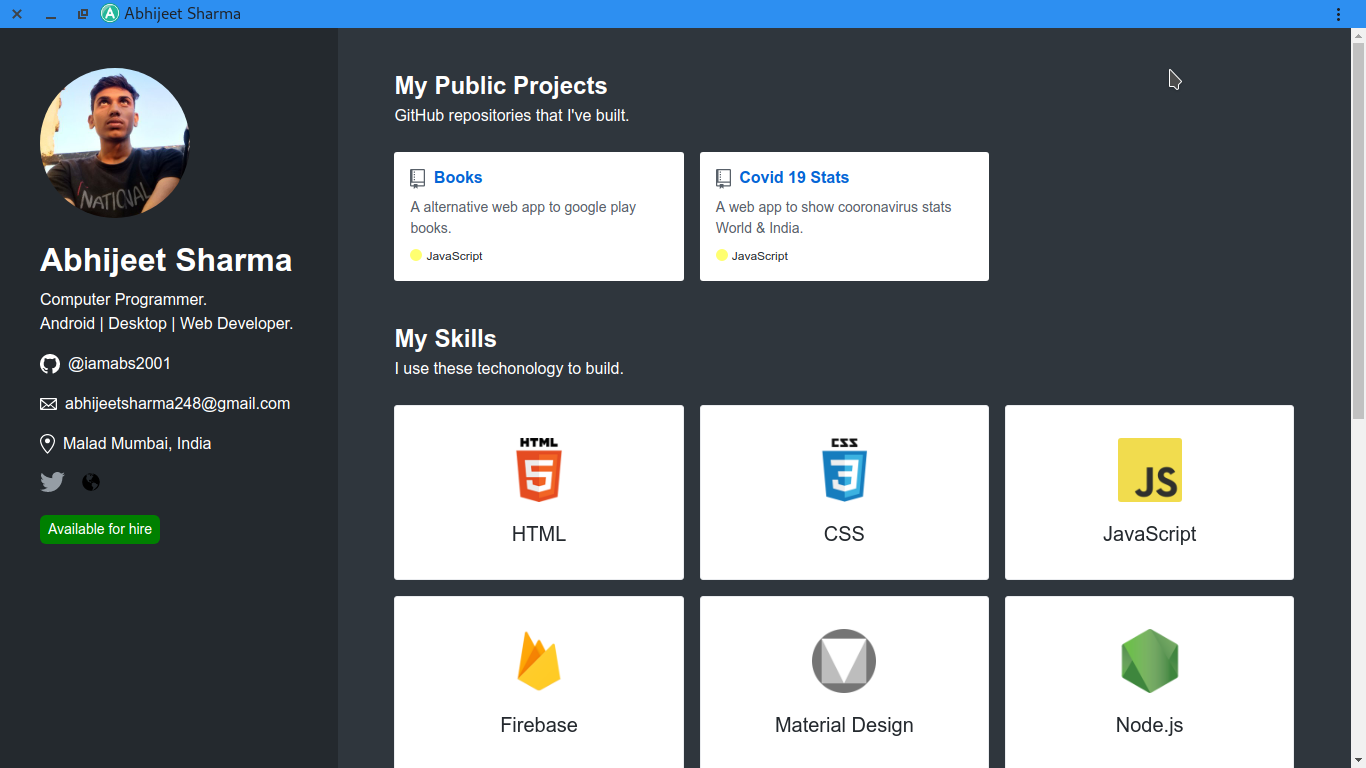 Abhijeet Sharma
NATIONAL
Abhijeet Sharma
Computer Programmer.
Android | Desktop | Web Developer.
@iamabs2001
abhijeetsharma248@gmail.com
Malad Mumbai, India
Available for hire
My Public Projects
GitHub repositories that I've built.
Books
A alternative web app to google play
books.
JavaScript
Covid 19 Stats
A web app to show cooronavirus stats
World & India.
JavaScript
My Skills
I use these techonology to build.
HTML
5
HTML
CSS
3
CSS
JS
JavaScript
Firebase
Material Design
Node.js